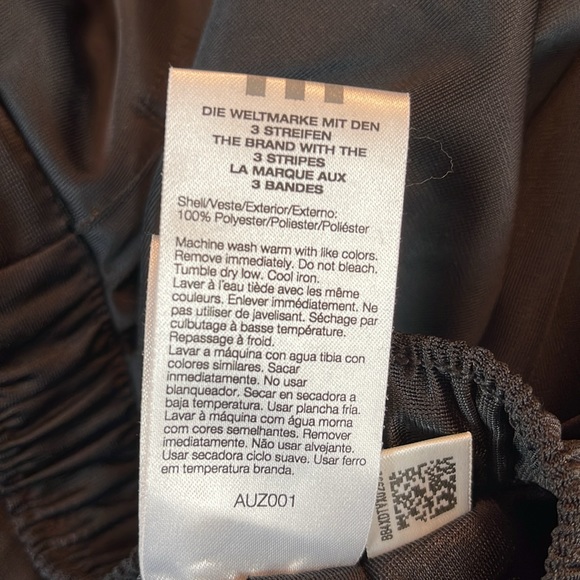 DIE WELTMARKE MIT DEN
3 STREIFEN
THE BRAND WITH THE
3 STRIPES
LA MARQUE AUX
3 BANDES
Shell/Veste/Exterior/Externo:
100% Polyester/Poliester/Poliéster
Machine wash warm with like colors.
Remove immediately. Do not bleach.
Tumble dry low. Cool iron.
Laver à l'eau tiède avec les même
couleurs. Enlever immédiatement. Ne
pas utiliser de javelisant. Séchage par
culbutage à basse température.
Repassage à froid.
Lavar a máquina con agua tibia con
colores similares. Sacar
inmediatamente. No usar
blanqueador. Secar en secadora a
baja temperatura. Usar plancha fría.
Lavar à máquina com água morna
com cores semelhantes. Remover
imediatamente. Não usar alvejante.
Usar secadora ciclo suave. Usar ferro
em temperatura branda.
AUZ001